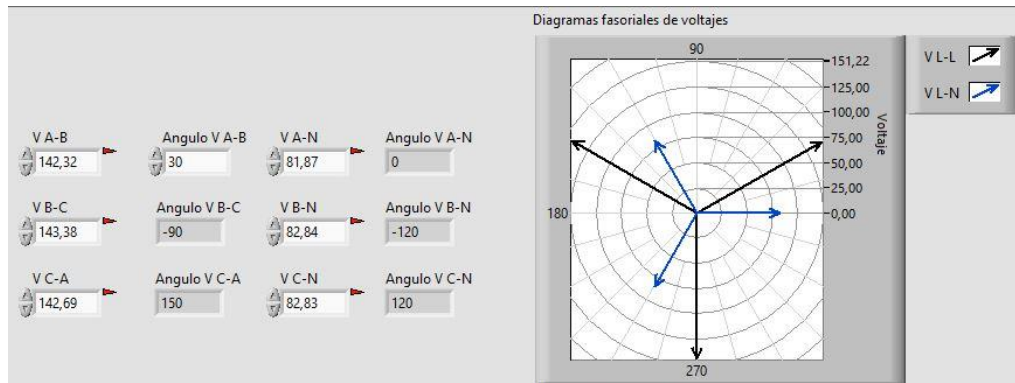 Diagramas fasoriales de voltajes
V A-B Angulo V A-B V A-N Angulo V A-N
142,32 30 81,87 0
V B-C Angulo V B-C V B-N Angulo V B-N
143,38 -90 82,84 -120
V C-A Angulo V C-A V C-N Angulo V C-N
142,69 150 82,83 120
90
180
270
151,22
125,00
100,00
75,00
50,00
25,00
0,00
Voltaje
V L-L
V L-N